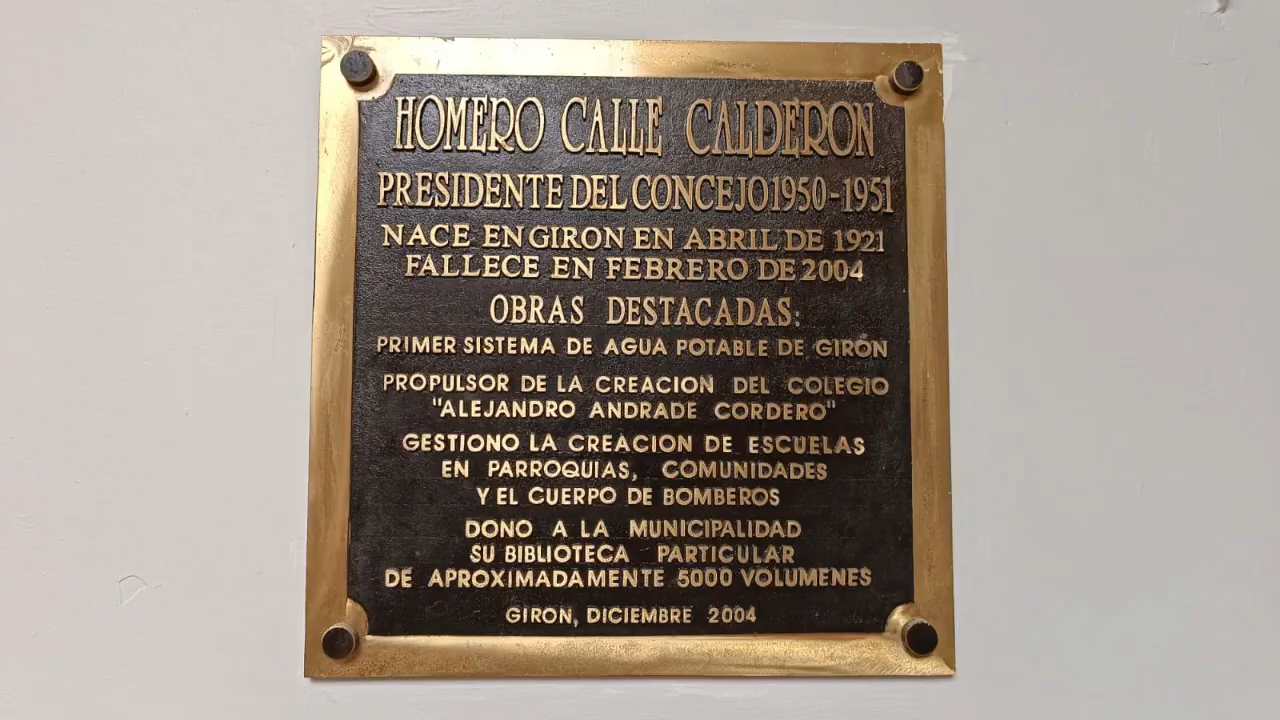 HOMERO CALLE CALDERON
PRESIDENTE DEL CONCEJO 1950-1951
NACE EN GIRON EN ABRIL DE 1921
FALLECE EN FEBRERO DE 2004
OBRAS DESTACADAS:
PRIMER SISTEMA DE AGUA POTABLE DE GIRÓN
PROPULSOR DE LA CREACION DEL COLEGIO
"ALEJANDRO ANDRADE CORDERO"
GESTIONO LA CREACION DE ESCUELAS
EN PARROQUIAS, COMUNIDADES
Y EL CUERPO DE BOMBEROS
DONO A LA MUNICIPALIDAD
SU BIBLIOTECA PARTICULAR
DE APROXIMADAMENTE 5000 VOLUMENES
GIRON, DICIEMBRE 2004